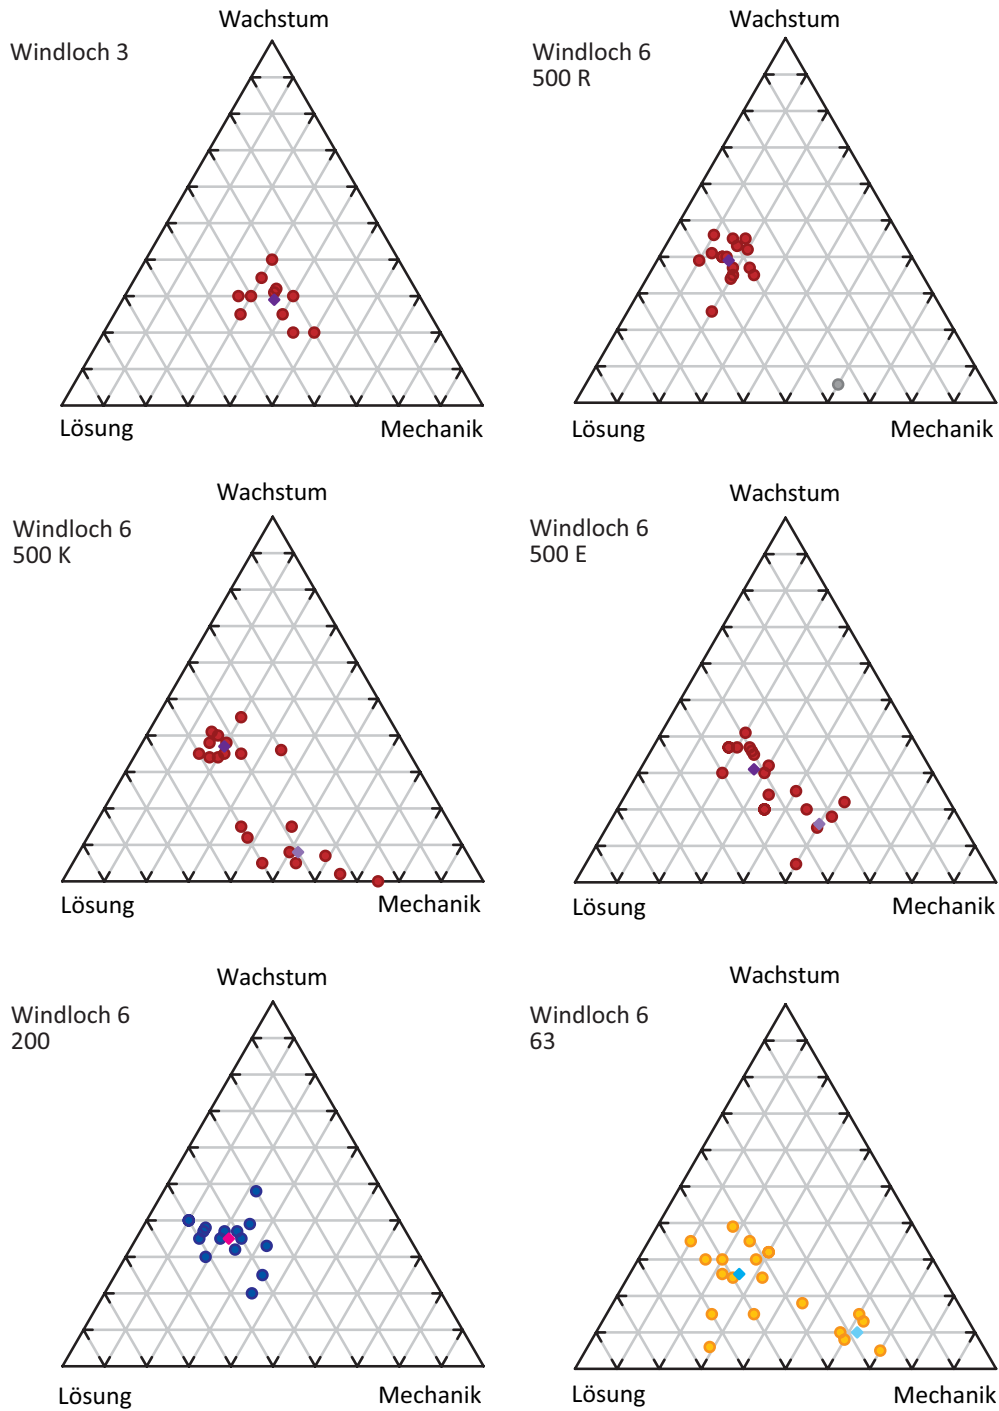 Wachstum
Windloch 3
Lösung
Mechanik
Wachstum
Windloch 6
500 R
Lösung
Mechanik
Wachstum
Windloch 6
500 K
Lösung
Mechanik
Wachstum
Windloch 6
500 E
Lösung
Mechanik
Wachstum
Windloch 6
200
Lösung
Mechanik
Wachstum
Windloch 6
63
Lösung
Mechanik